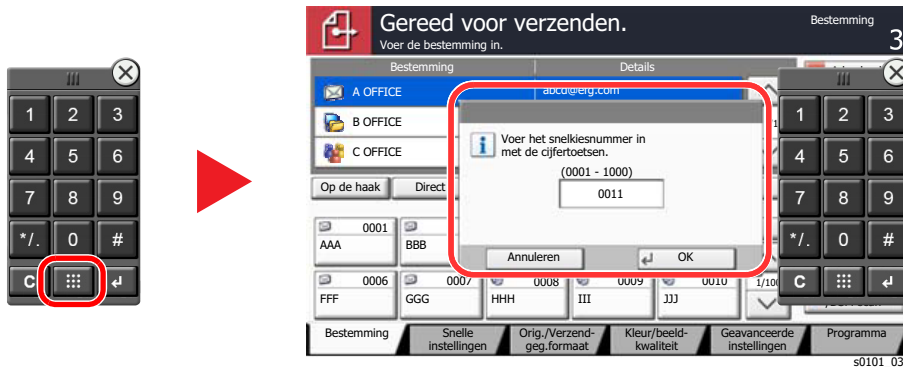 1 2 3
4 5 6
7 8 9
*/. 0 #
C
Gereed voor verzenden.
Voer de bestemming in.
Bestemming
3
Bestemming Details
A OFFICE abcd@erg.com
B OFFICE
C OFFICE
Voer het snelkiesnummer in
met de cijfertoetsen.
(0001 - 1000)
0011
Annuleren OK
Op de haak Direct
0001
AAA BBB
0006 0007 0008 0009 0010 1/100
FFF GGG HHH III JJJ
1 2 3
4 5 6
7 8 9
*/. 0 #
C
Bestemming Snelle instellingen Orig./Verzend-geg.formaat Kleur/beeld-kwaliteit Geavanceerde instellingen Programma
s0101_03